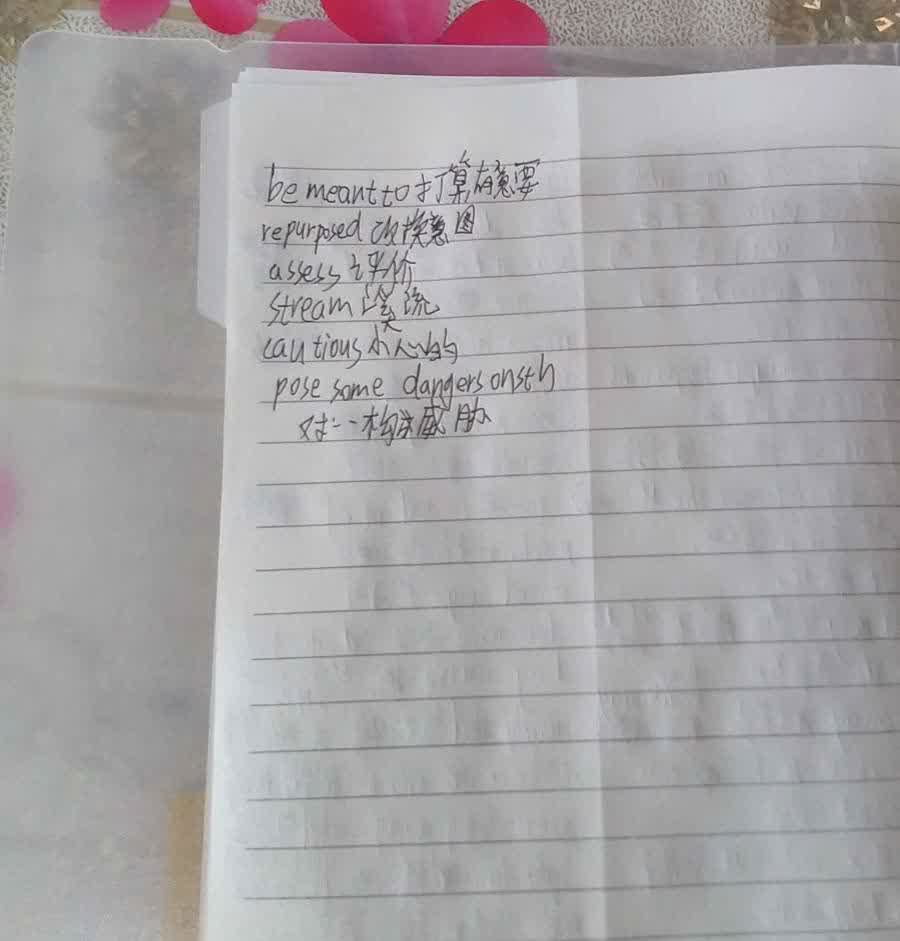 be meant to 打算有意要
repurposed 改换意图
assess 评价
stream 溪流
cautious 小心的
pose some dangers on sth
对…构成威胁